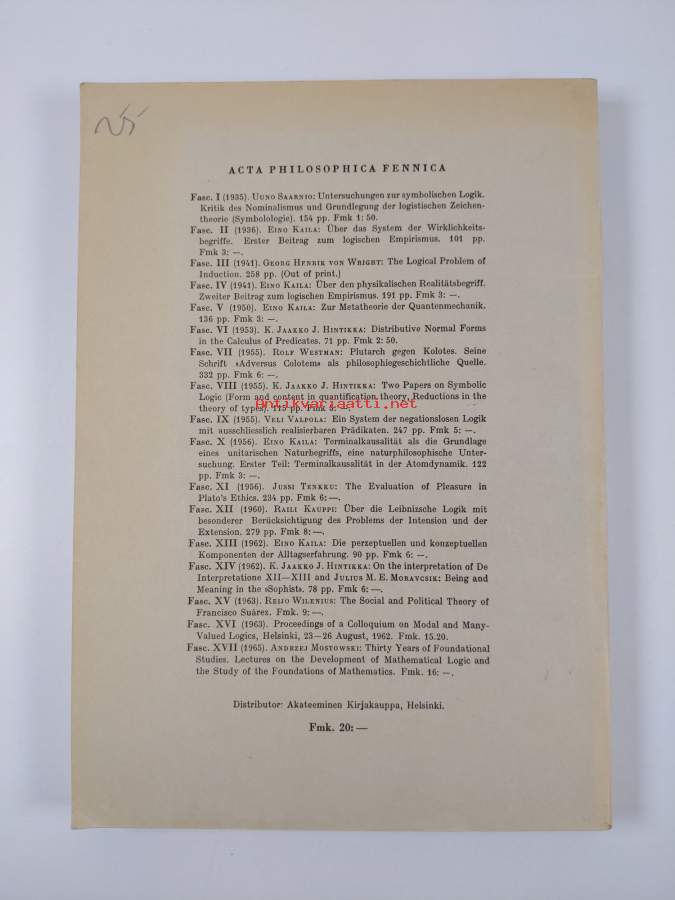 ACTA PHILOSOPHICA FENNICA
Fasc. I (1935). UUNO SAARNIO: Untersuchungen zur symbolischen Logik.
Kritik des Nominalismus und Grundlegung der logistischen Zeichen-
theorie (Symbolologie). 154 pp. Fmk 1: 50.
Fasc. II (1936). EINO KAILA: Über das System der Wirklichkeits-
begriffe. Erster Beitrag zum logischen Empirismus. 101 pp.
Fmk 3: —.
Fasc. III (1941). GEORG HENRIK VON WRIGHT: The Logical Problem of
Induction. 258 pp. (Out of print.)
Fasc. IV (1941). EINO KAILA: Über den physikalischen Realitätsbegriff.
Zweiter Beitrag zum logischen Empirismus. 191 pp. Fmk 3: —.
Fasc. V (1950). EINO KAILA: Zur Metatheorie der Quantenmechanik.
136 pp. Fmk 3: —.
Fasc. VI (1953). K. JAAKKO J. HINTIKKA: Distributive Normal Forms
in the Calculus of Predicates. 71 pp. Fmk 2: 50.
Fasc. VII (1955). ROLF WESTMAN: Plutarch gegen Kolotes. Seine
Schrift »Adversus Colotem» als philosophiegeschichtliche Quelle.
332 pp. Fmk 6: —.
Fasc. VIII (1955). K. JAAKKO J. HINTIKKA: Two Papers on Symbolic
Logic (Form and content in quantification theory, Reductions in the
theory of types). 115 pp. Fmk 3: —.
antikvariaatti.net
Fasc. IX (1955). VELI VALPOLA: Ein System der negationslosen Logik
mit ausschliesslich realisierbaren Prädikaten. 247 pp. Fmk 5: —.
Fasc. X (1956). EINO KAILA: Terminalkausalität als die Grundlage
eines unitarischen Naturbegriffs, eine naturphilosophische Unter-
suchung. Erster Teil: Terminalkausalität in der Atomdynamik. 122
pp. Fmk 3: —.
Fasc. XI (1956). JUSSI TENKKU: The Evaluation of Pleasure in
Plato's Ethics. 234 pp. Fmk 6: —.
Fasc. XII (1960). RAILI KAUPPI: Über die Leibnizsche Logik mit
besonderer Berücksichtigung des Problems der Intension und der
Extension. 279 pp. Fmk 8: —.
Fasc. XIII (1962). EINO KAILA: Die perzeptuellen und konzeptuellen
Komponenten der Alltagserfahrung. 90 pp. Fmk 6: —.
Fasc. XIV (1962). K. JAAKKO J. HINTIKKA: On the interpretation of De
Interpretatione XII—XIII and JULIUS M. E. MORAVCSIK: Being and
Meaning in the »Sophist». 78 pp. Fmk 6: —.
Fasc. XV (1963). REIJO WILENIUS: The Social and Political Theory of
Francisco Suárez. Fmk. 9: —.
Fasc. XVI (1963). Proceedings of a Colloquium on Modal and Many-
Valued Logics, Helsinki, 23—26 August, 1962. Fmk. 15.20.
Fasc. XVII (1965). ANDRZEJ MOSTOWSKI: Thirty Years of Foundational
Studies. Lectures on the Development of Mathematical Logic and
the Study of the Foundations of Mathematics. Fmk. 16: —.
Distributor: Akateeminen Kirjakauppa, Helsinki.
Fmk. 20: —